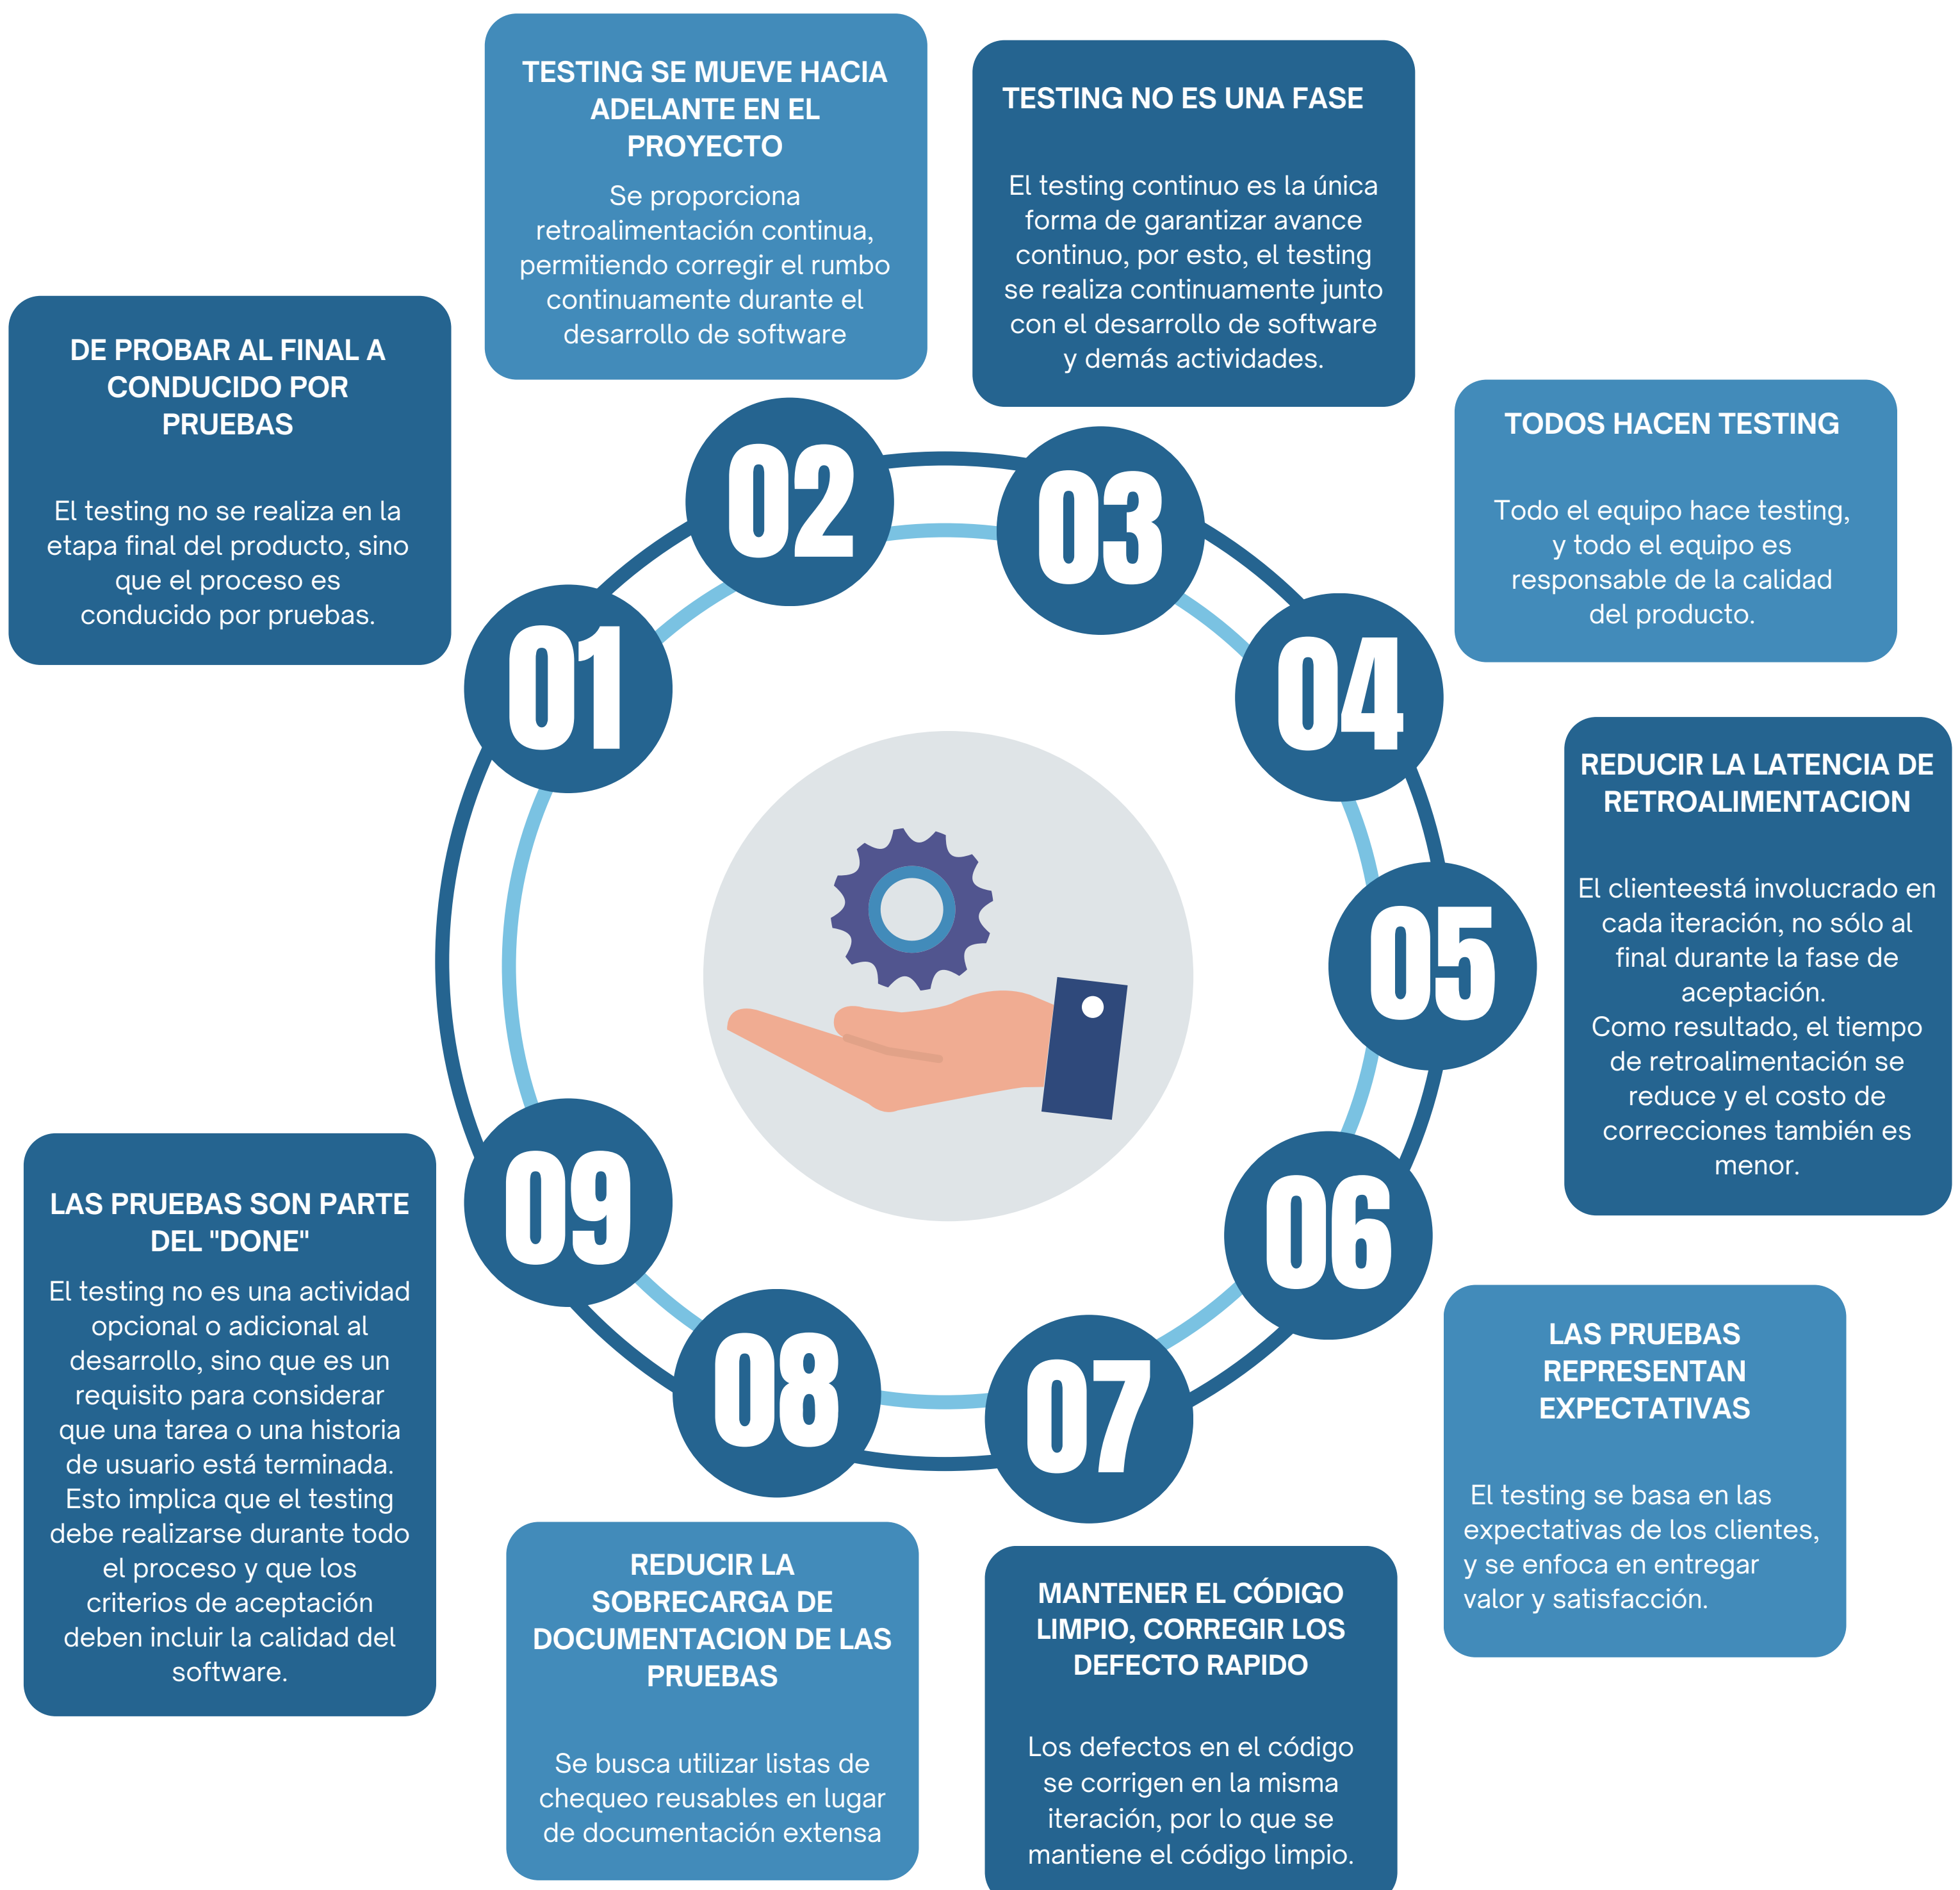 DE PROBAR AL FINAL A
CONDUCIDO POR
PRUEBAS
El testing no se realiza en la
etapa final del producto, sino
que el proceso es
conducido por pruebas.
01
TESTING SE MUEVE HACIA
ADELANTE EN EL
PROYECTO
Se proporciona
retroalimentación continua,
permitiendo corregir el rumbo
continuamente durante el
desarrollo de software
02
TESTING NO ES UNA FASE
El testing continuo es la única
forma de garantizar avance
continuo, por esto, el testing
se realiza continuamente junto
con el desarrollo de software
y demás actividades.
03
TODOS HACEN TESTING
Todo el equipo hace testing,
y todo el equipo es
responsable de la calidad
del producto.
04
REDUCIR LA LATENCIA DE
RETROALIMENTACION
El clienteestá involucrado en
cada iteración, no sólo al
final durante la fase de
aceptación.
Como resultado, el tiempo
de retroalimentación se
reduce y el costo de
correcciones también es
menor.
05
LAS PRUEBAS
REPRESENTAN
EXPECTATIVAS
El testing se basa en las
expectativas de los clientes,
y se enfoca en entregar
valor y satisfacción.
06
MANTENER EL CÓDIGO
LIMPIO, CORREGIR LOS
DEFECTO RAPIDO
Los defectos en el código
se corrigen en la misma
iteración, por lo que se
mantiene el código limpio.
07
REDUCIR LA
SOBRECARGA DE
DOCUMENTACION DE LAS
PRUEBAS
Se busca utilizar listas de
chequeo reusables en lugar
de documentación extensa
08
LAS PRUEBAS SON PARTE
DEL "DONE"
El testing no es una actividad
opcional o adicional al
desarrollo, sino que es un
requisito para considerar
que una tarea o una historia
de usuario está terminada.
Esto implica que el testing
debe realizarse durante todo
el proceso y que los
criterios de aceptación
deben incluir la calidad del
software.
09